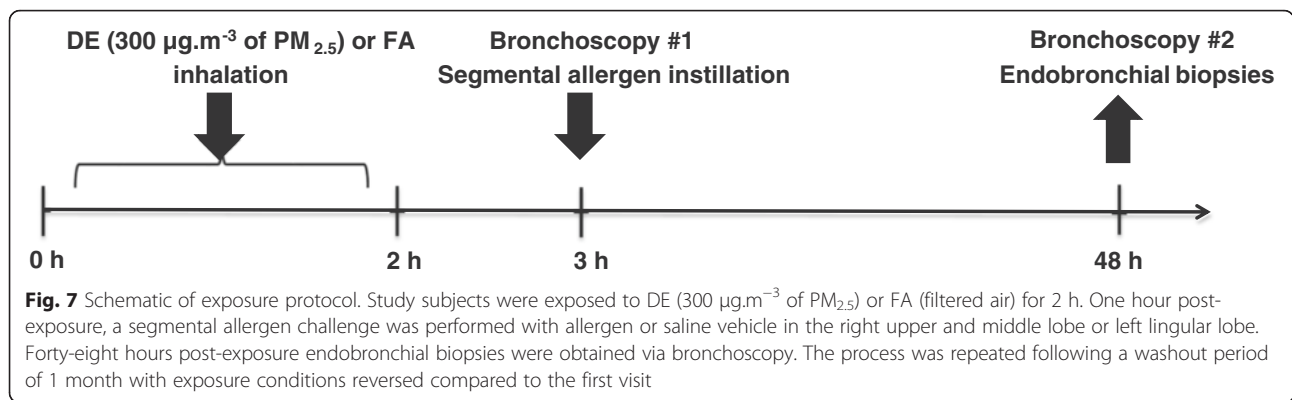 DE (300 µg.m⁻³ of PM₂.₅) or FA
inhalation
Bronchoscopy #1
Segmental allergen instillation
Bronchoscopy #2
Endobronchial biopsies
0 h
2 h
3 h
48 h
Fig. 7 Schematic of exposure protocol. Study subjects were exposed to DE (300 µg.m⁻³ of PM₂.₅) or FA (filtered air) for 2 h. One hour post-
exposure, a segmental allergen challenge was performed with allergen or saline vehicle in the right upper and middle lobe or left lingular lobe.
Forty-eight hours post-exposure endobronchial biopsies were obtained via bronchoscopy. The process was repeated following a washout period
of 1 month with exposure conditions reversed compared to the first visit